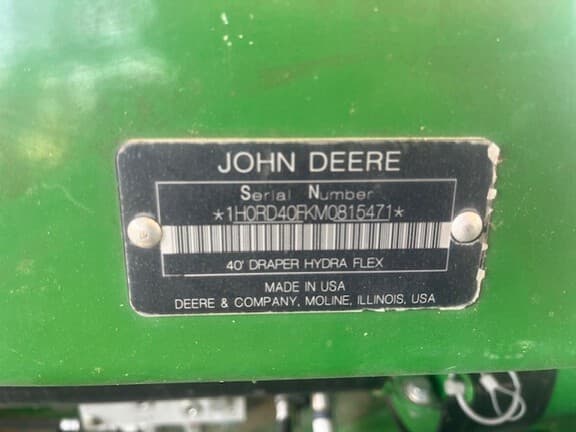 JOHN DEERE
Serial Number
*1H0RD40FKM0815471*
40' DRAPER HYDRA FLEX
MADE IN USA
DEERE & COMPANY, MOLINE, ILLINOIS, USA